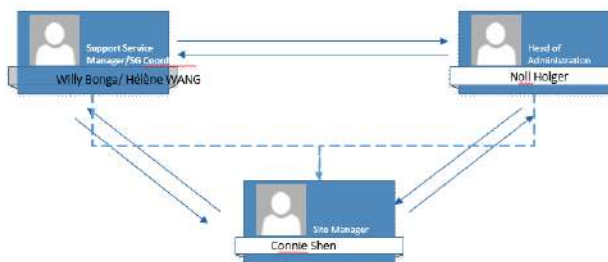 Support Service
Manager/SG Coord
Willy Bonga/ Hélène WANG
Head of
Administration
Noll Holger
Site Manager
Connie Shen